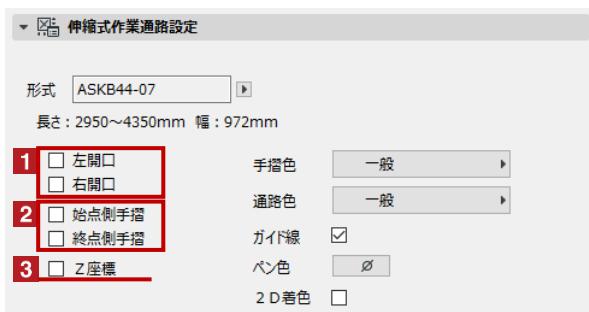 伸縮式作業通路設定
形式 ASKB44-07
長さ：2950～4350mm 幅：972mm
1 左開口 手摺色 一般
右開口
2 始点側手摺 通路色 一般
終点側手摺 ガイド線
3 Z座標 ペン色
２Ｄ着色